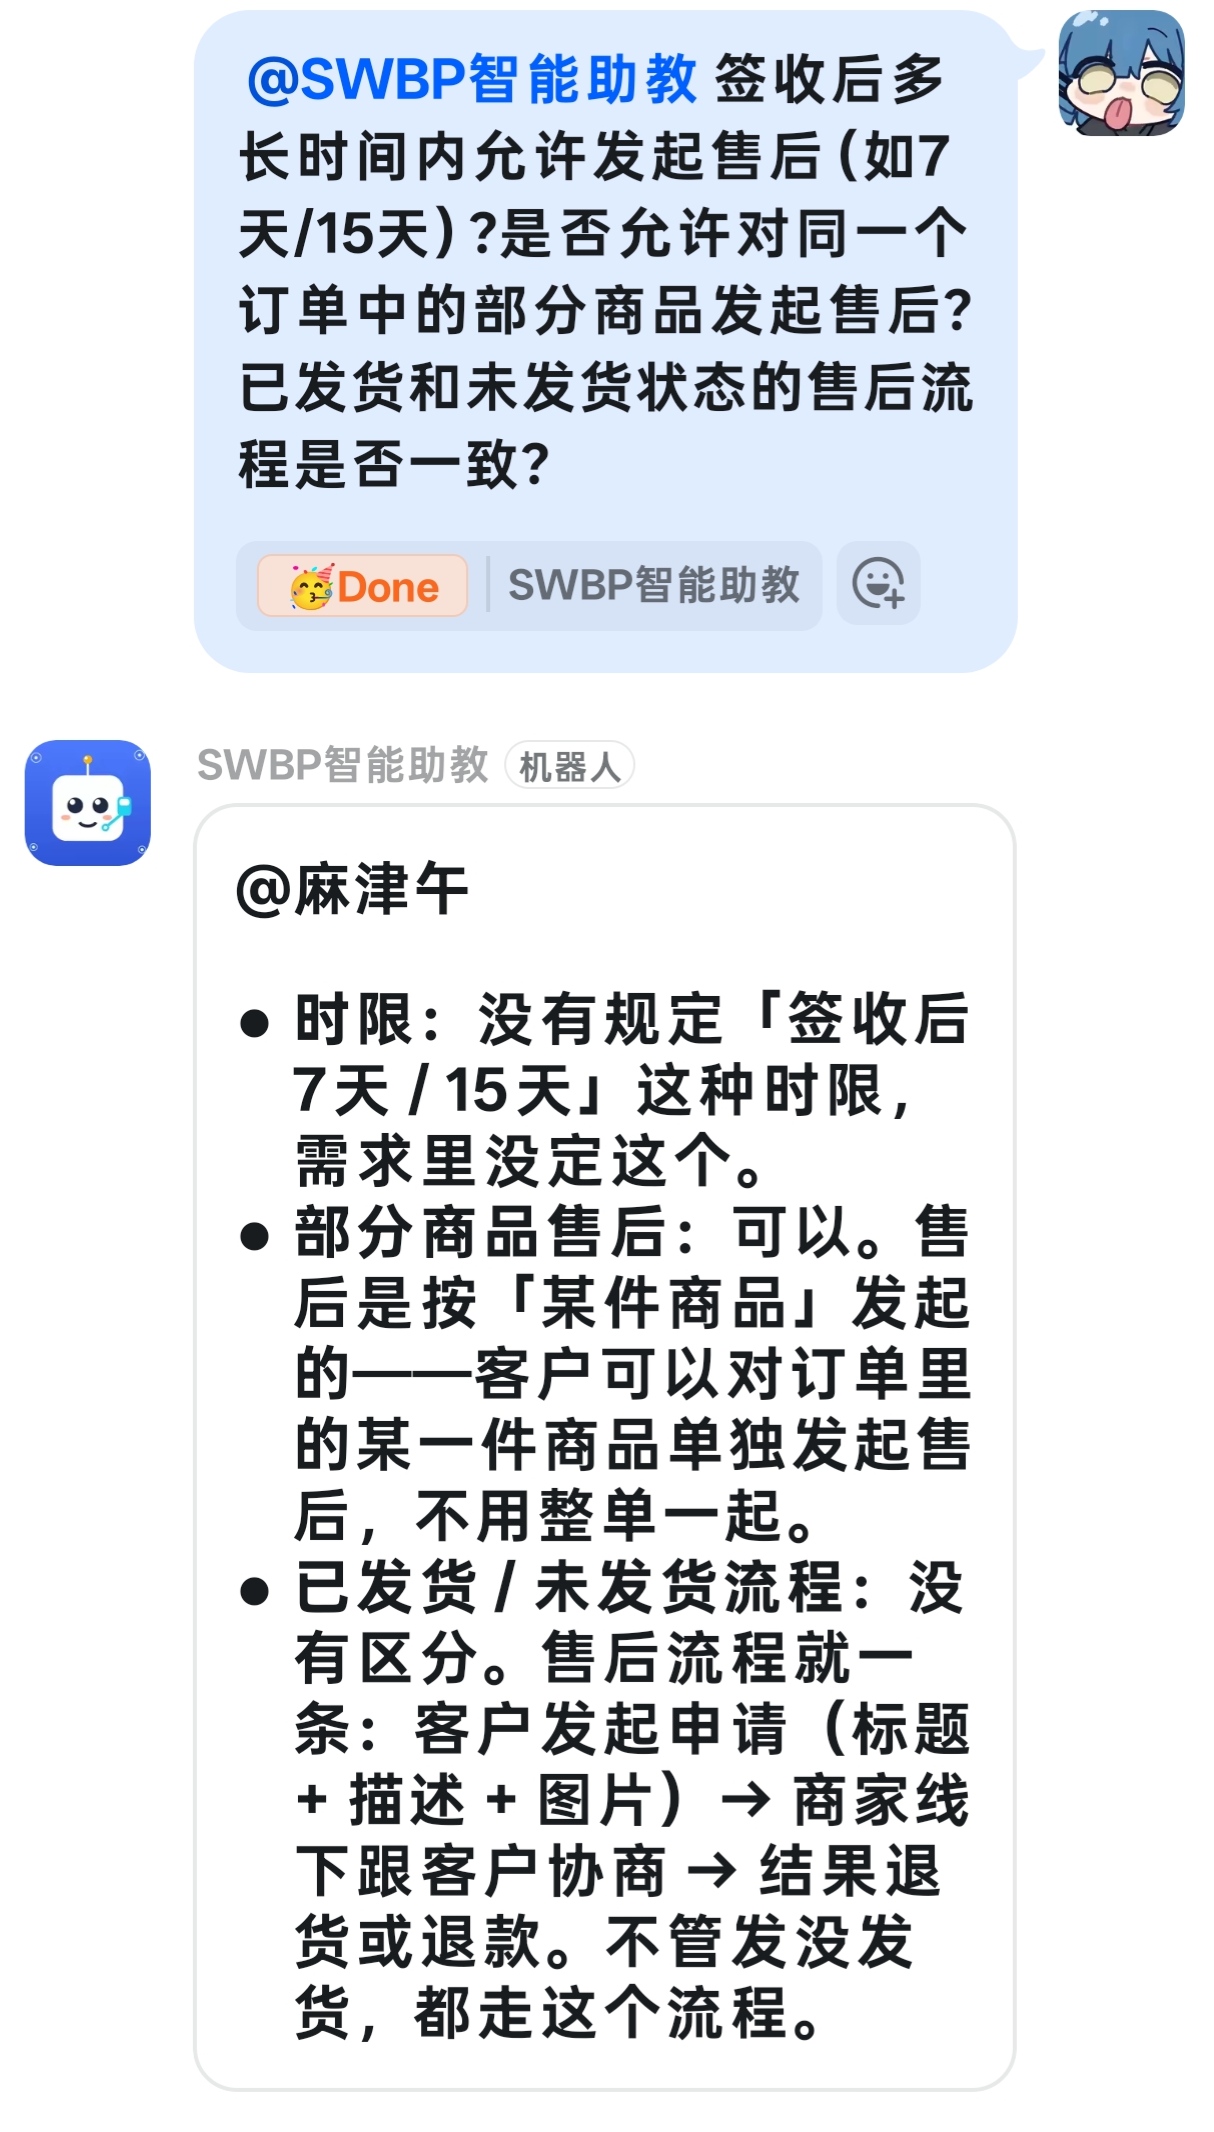 @SWBP智能助教 签收后多
长时间内允许发起售后(如7
天/15天)?是否允许对同一个
订单中的部分商品发起售后?
已发货和未发货状态的售后流
程是否一致?
🥳Done | SWBP智能助教
SWBP智能助教 机器人
@麻津午
• 时限：没有规定「签收后
7天 / 15天」这种时限，
需求里没定这个。
• 部分商品售后：可以。售
后是按「某件商品」发起
的——客户可以对订单里
的某一件商品单独发起售
后，不用整单一起。
• 已发货 / 未发货流程：没
有区分。售后流程就一
条：客户发起申请（标题
+ 描述 + 图片）→ 商家线
下跟客户协商 → 结果退
货或退款。不管发没发
货，都走这个流程。